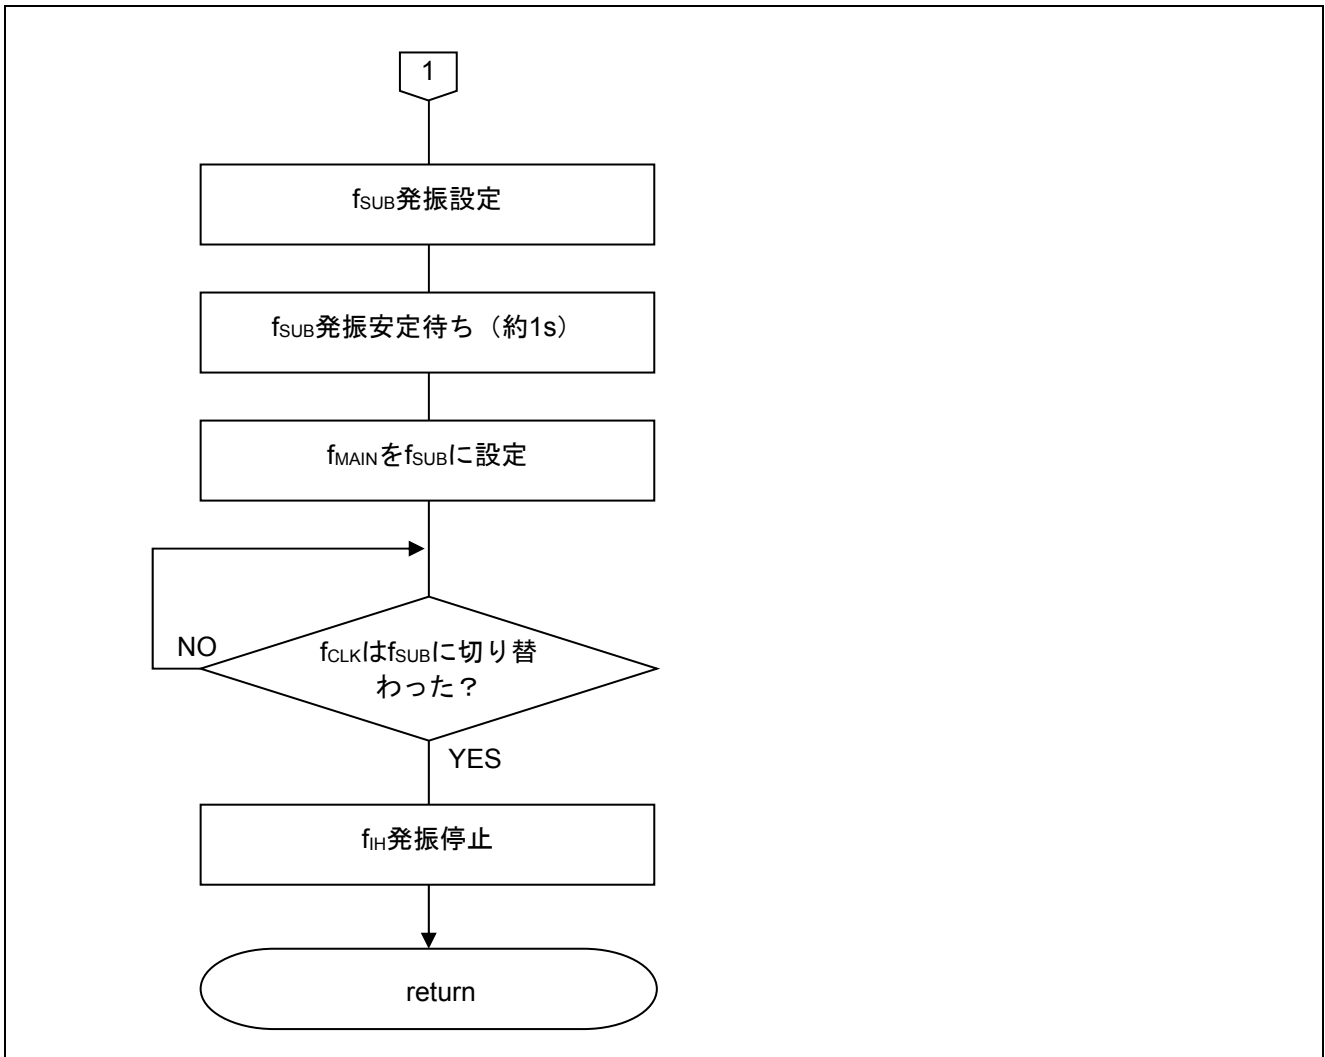 1
fSUB発振設定
fSUB発振安定待ち（約1s）
fMAINをfSUBに設定
NO
fCLKはfSUBに切り替
わった？
YES
fIH発振停止
return